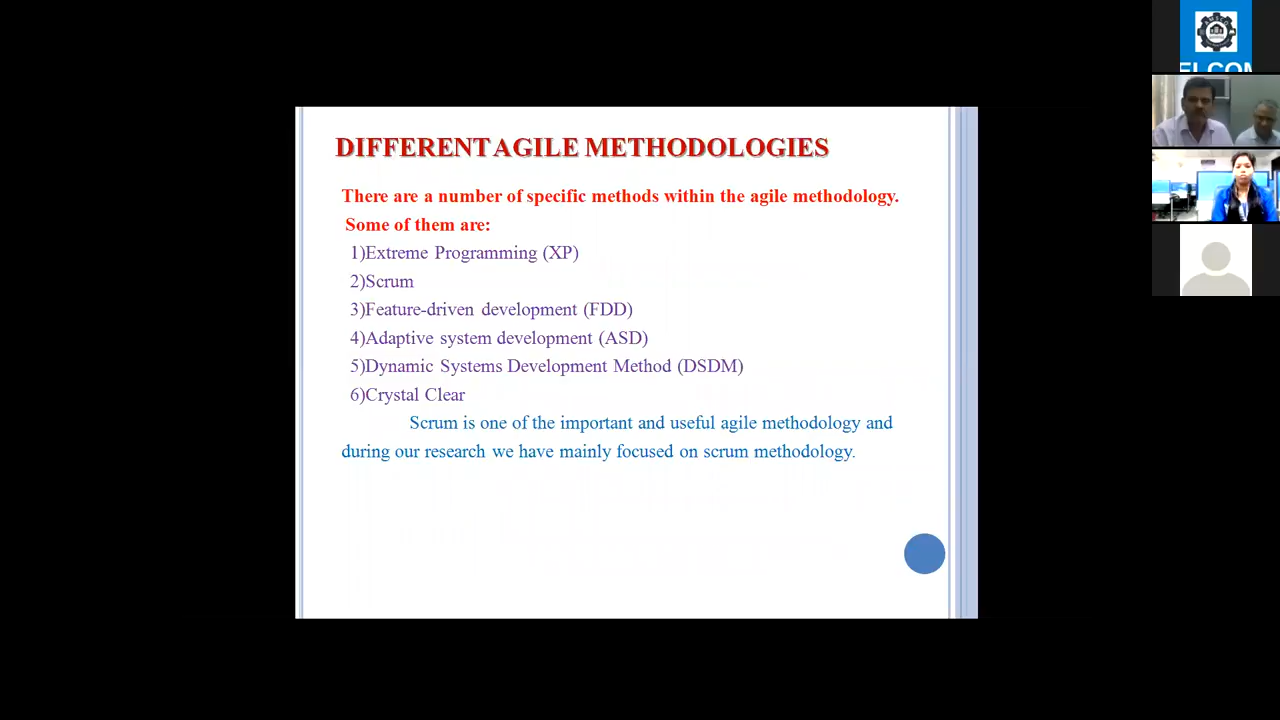 DIFFERENT AGILE METHODOLOGIES
There are a number of specific methods within the agile methodology.
Some of them are:
1)Extreme Programming (XP)
2)Scrum
3)Feature-driven development (FDD)
4)Adaptive system development (ASD)
5)Dynamic Systems Development Method (DSDM)
6)Crystal Clear
Scrum is one of the important and useful agile methodology and
during our research we have mainly focused on scrum methodology.